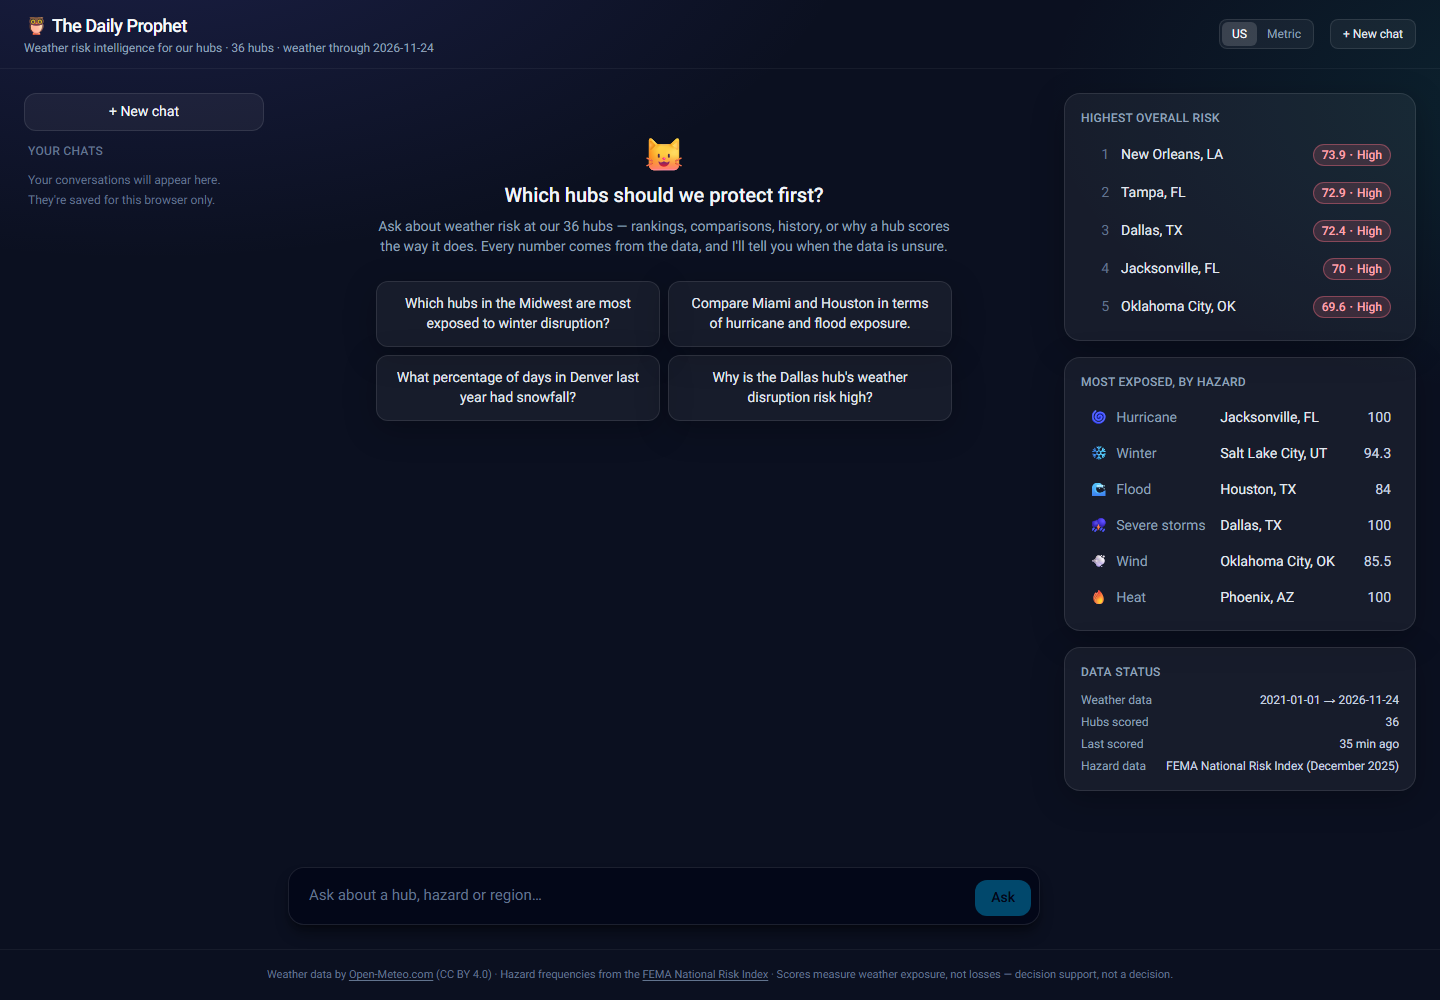 The Daily Prophet
Weather risk intelligence for our hubs · 36 hubs · weather through 2026-11-24
US
Metric
+ New chat
+ New chat
YOUR CHATS
Your conversations will appear here.
They're saved for this browser only.
Which hubs should we protect first?
Ask about weather risk at our 36 hubs — rankings, comparisons, history, or why a hub scores
the way it does. Every number comes from the data, and I'll tell you when the data is unsure.
Which hubs in the Midwest are most
exposed to winter disruption?
Compare Miami and Houston in terms
of hurricane and flood exposure.
What percentage of days in Denver last
year had snowfall?
Why is the Dallas hub's weather
disruption risk high?
HIGHEST OVERALL RISK
1 New Orleans, LA 73.9 · High
2 Tampa, FL 72.9 · High
3 Dallas, TX 72.4 · High
4 Jacksonville, FL 70 · High
5 Oklahoma City, OK 69.6 · High
MOST EXPOSED, BY HAZARD
Hurricane Jacksonville, FL 100
Winter Salt Lake City, UT 94.3
Flood Houston, TX 84
Severe storms Dallas, TX 100
Wind Oklahoma City, OK 85.5
Heat Phoenix, AZ 100
DATA STATUS
Weather data 2021-01-01 → 2026-11-24
Hubs scored 36
Last scored 35 min ago
Hazard data FEMA National Risk Index (December 2025)
Ask about a hub, hazard or region...
Ask
Weather data by Open-Meteo.com (CC BY 4.0) · Hazard frequencies from the FEMA National Risk Index · Scores measure weather exposure, not losses — decision support, not a decision.